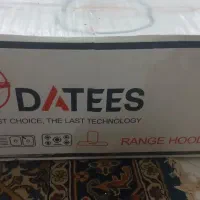 DATEES
ST CHOICE, THE LAST TECHNOLOGY
RANGE HOOD